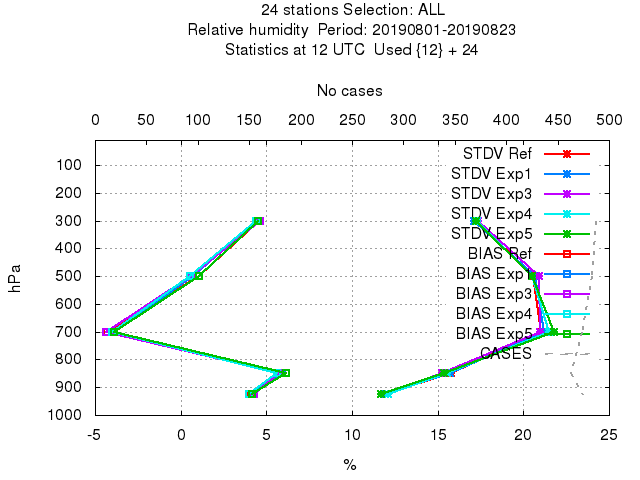 24 stations Selection: ALL
Relative humidity  Period: 20190801-20190823
Statistics at 12 UTC  Used {12} + 24
No cases
0 50 100 150 200 250 300 350 400 450 500
STDV Ref
STDV Exp1
STDV Exp3
STDV Exp4
STDV Exp5
BIAS Ref
BIAS Exp1
BIAS Exp3
BIAS Exp4
BIAS Exp5
CASES
hPa
100
200
300
400
500
600
700
800
900
1000
-5 0 5 10 15 20 25
%